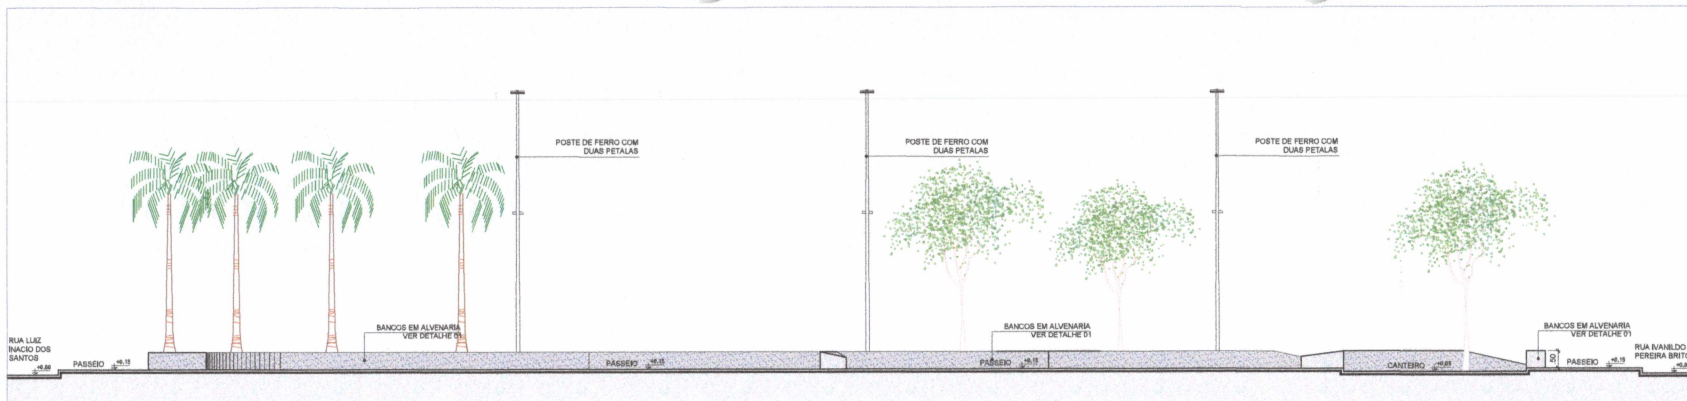 POSTE DE FERRO COM
DUAS PETALAS
POSTE DE FERRO COM
DUAS PETALAS
POSTE DE FERRO COM
DUAS PETALAS
BANCOS EM ALVENARIA
VER DETALHE 01
BANCOS EM ALVENARIA
VER DETALHE 01
BANCOS EM ALVENARIA
VER DETALHE 01
RUA LUIZ
INACIO DOS
SANTOS
RUA IVANILDO
PEREIRA BRITO
+0,00
PASSEIO
+0,15
PASSEIO
+0,15
PASSEIO
+0,15
CANTEIRO
.50
PASSEIO
+0,15